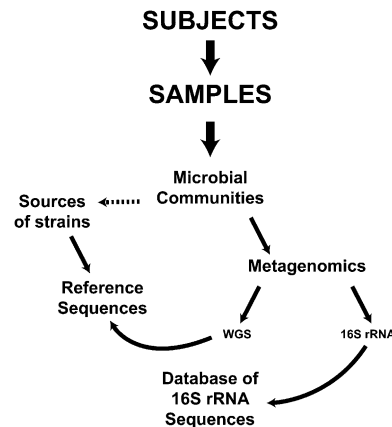 SUBJECTS
SAMPLES
Microbial
Communities
Sources
of strains
Metagenomics
Reference
Sequences
WGS
16S rRNA
Database of
16S rRNA
Sequences